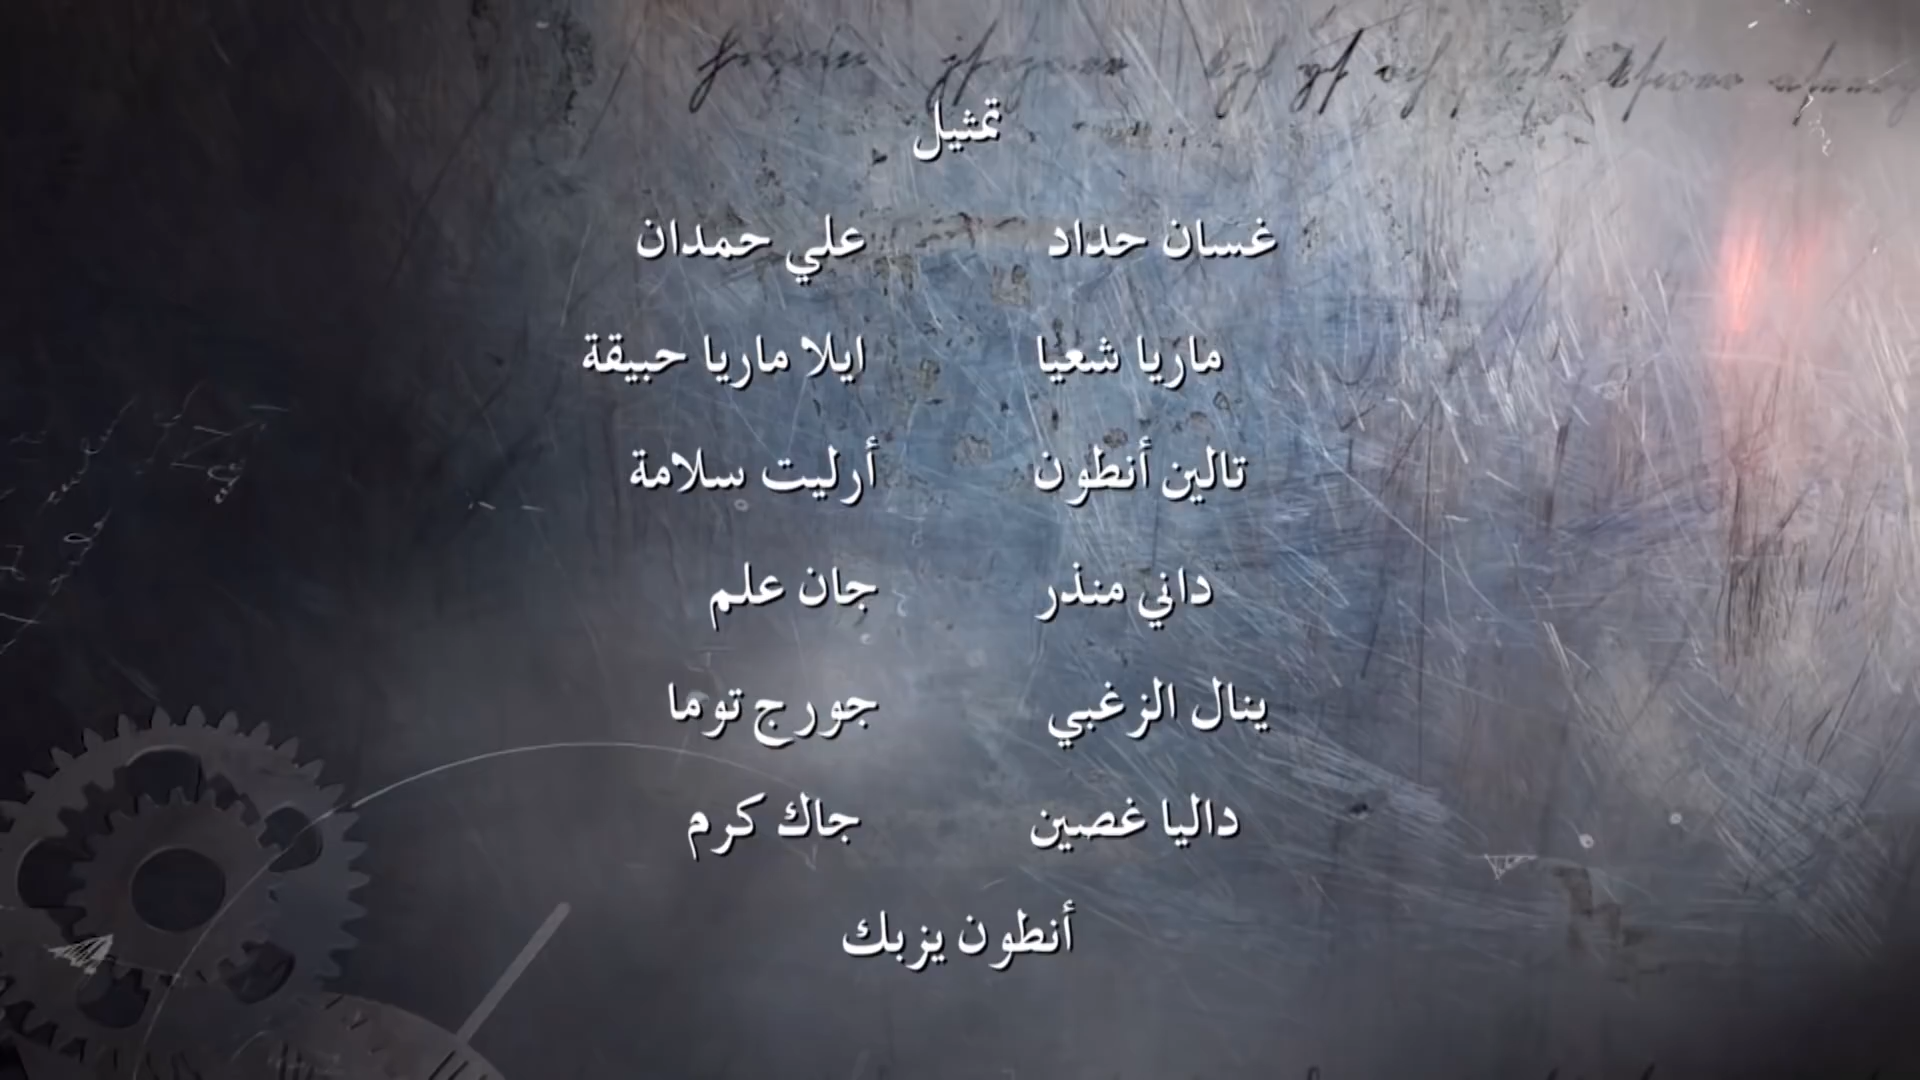 تمثيل
غسان حداد علي حمدان
ماريا شعيا ايلا ماريا حبيقة
تالين أنطون أرليت سلامة
داني منذر جان علم
ينال الزغبي جورج توما
داليا غصين جاك كرم
أنطون يزبك